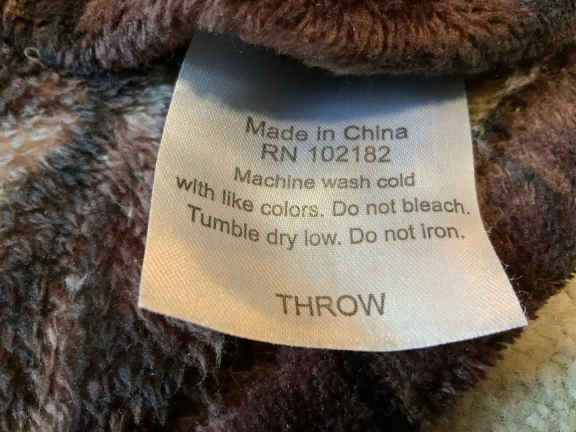 Made in China
RN 102182
Machine wash cold
with like colors. Do not bleach.
Tumble dry low. Do not iron.
THROW